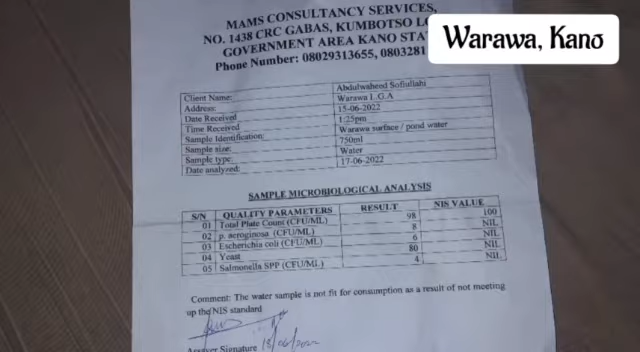 MAMS CONSULTANCY SERVICES,
NO. 1438 CRC GABAS, KUMBOTSO LO
GOVERNMENT AREA KANO STA
Phone Number: 08029313655, 0803281
Warawa, Kano
Client Name: Abdulwaheed Sofiullahi
Address: Warawa L.G.A
Date Received 15-06-2022
Time Received 1:25pm
Sample Identification: Warawa surface / pond water
Sample size: 750ml
Sample type: Water
Date analyzed: 17-06-2022
SAMPLE MICROBIOLOGICAL ANALYSIS
S/N QUALITY PARAMETERS RESULT NIS VALUE
01 Total Plate Count (CFU/ML) 98 100
02 p. aeroginosa (CFU/ML) 8 NIL
03 Escherichia coli (CFU/ML) 6 NIL
04 Yeast 80 NIL
05 Salmonella SPP (CFU/ML) 4 NIL
Comment: The water sample is not fit for consumption as a result of not meeting
up the NIS standard
Signature 18/06/2022